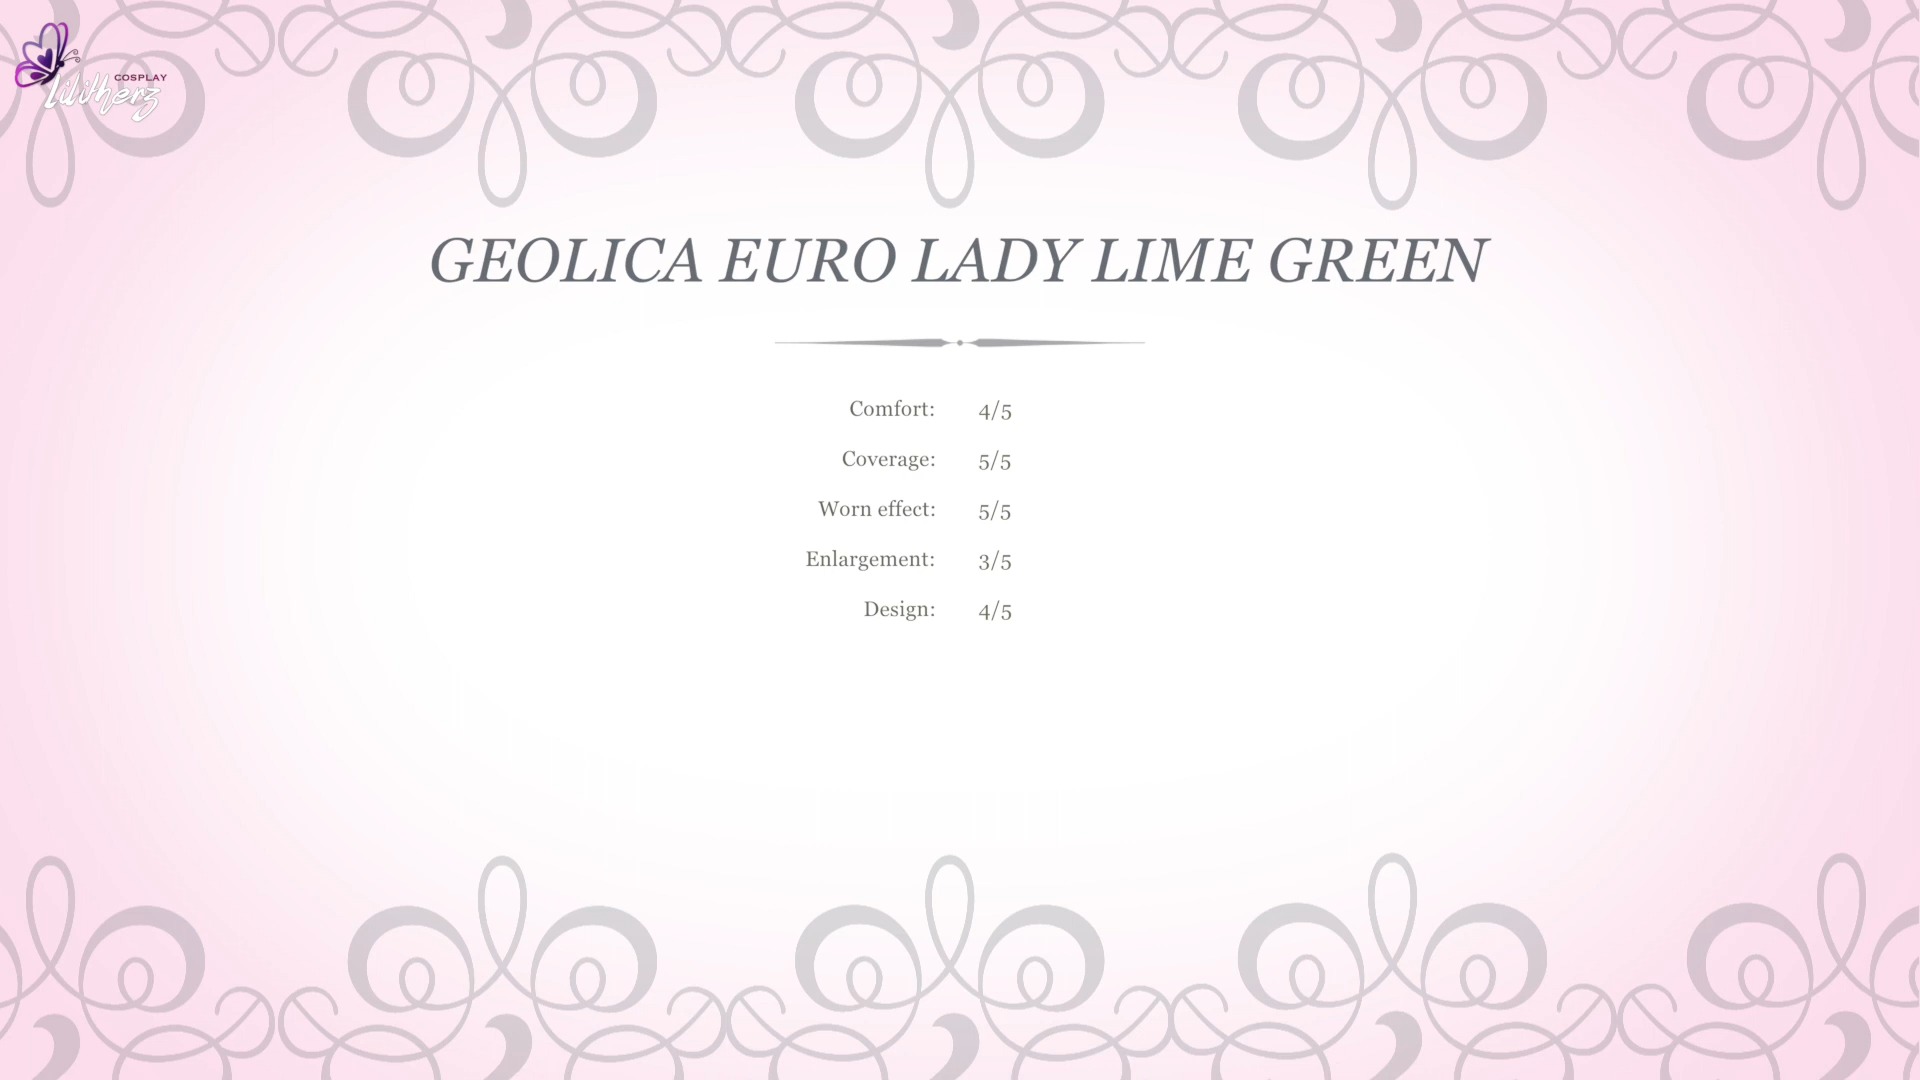 COSPLAY
Lilitherz
GEOLICA EURO LADY LIME GREEN
Comfort: 4/5
Coverage: 5/5
Worn effect: 5/5
Enlargement: 3/5
Design: 4/5